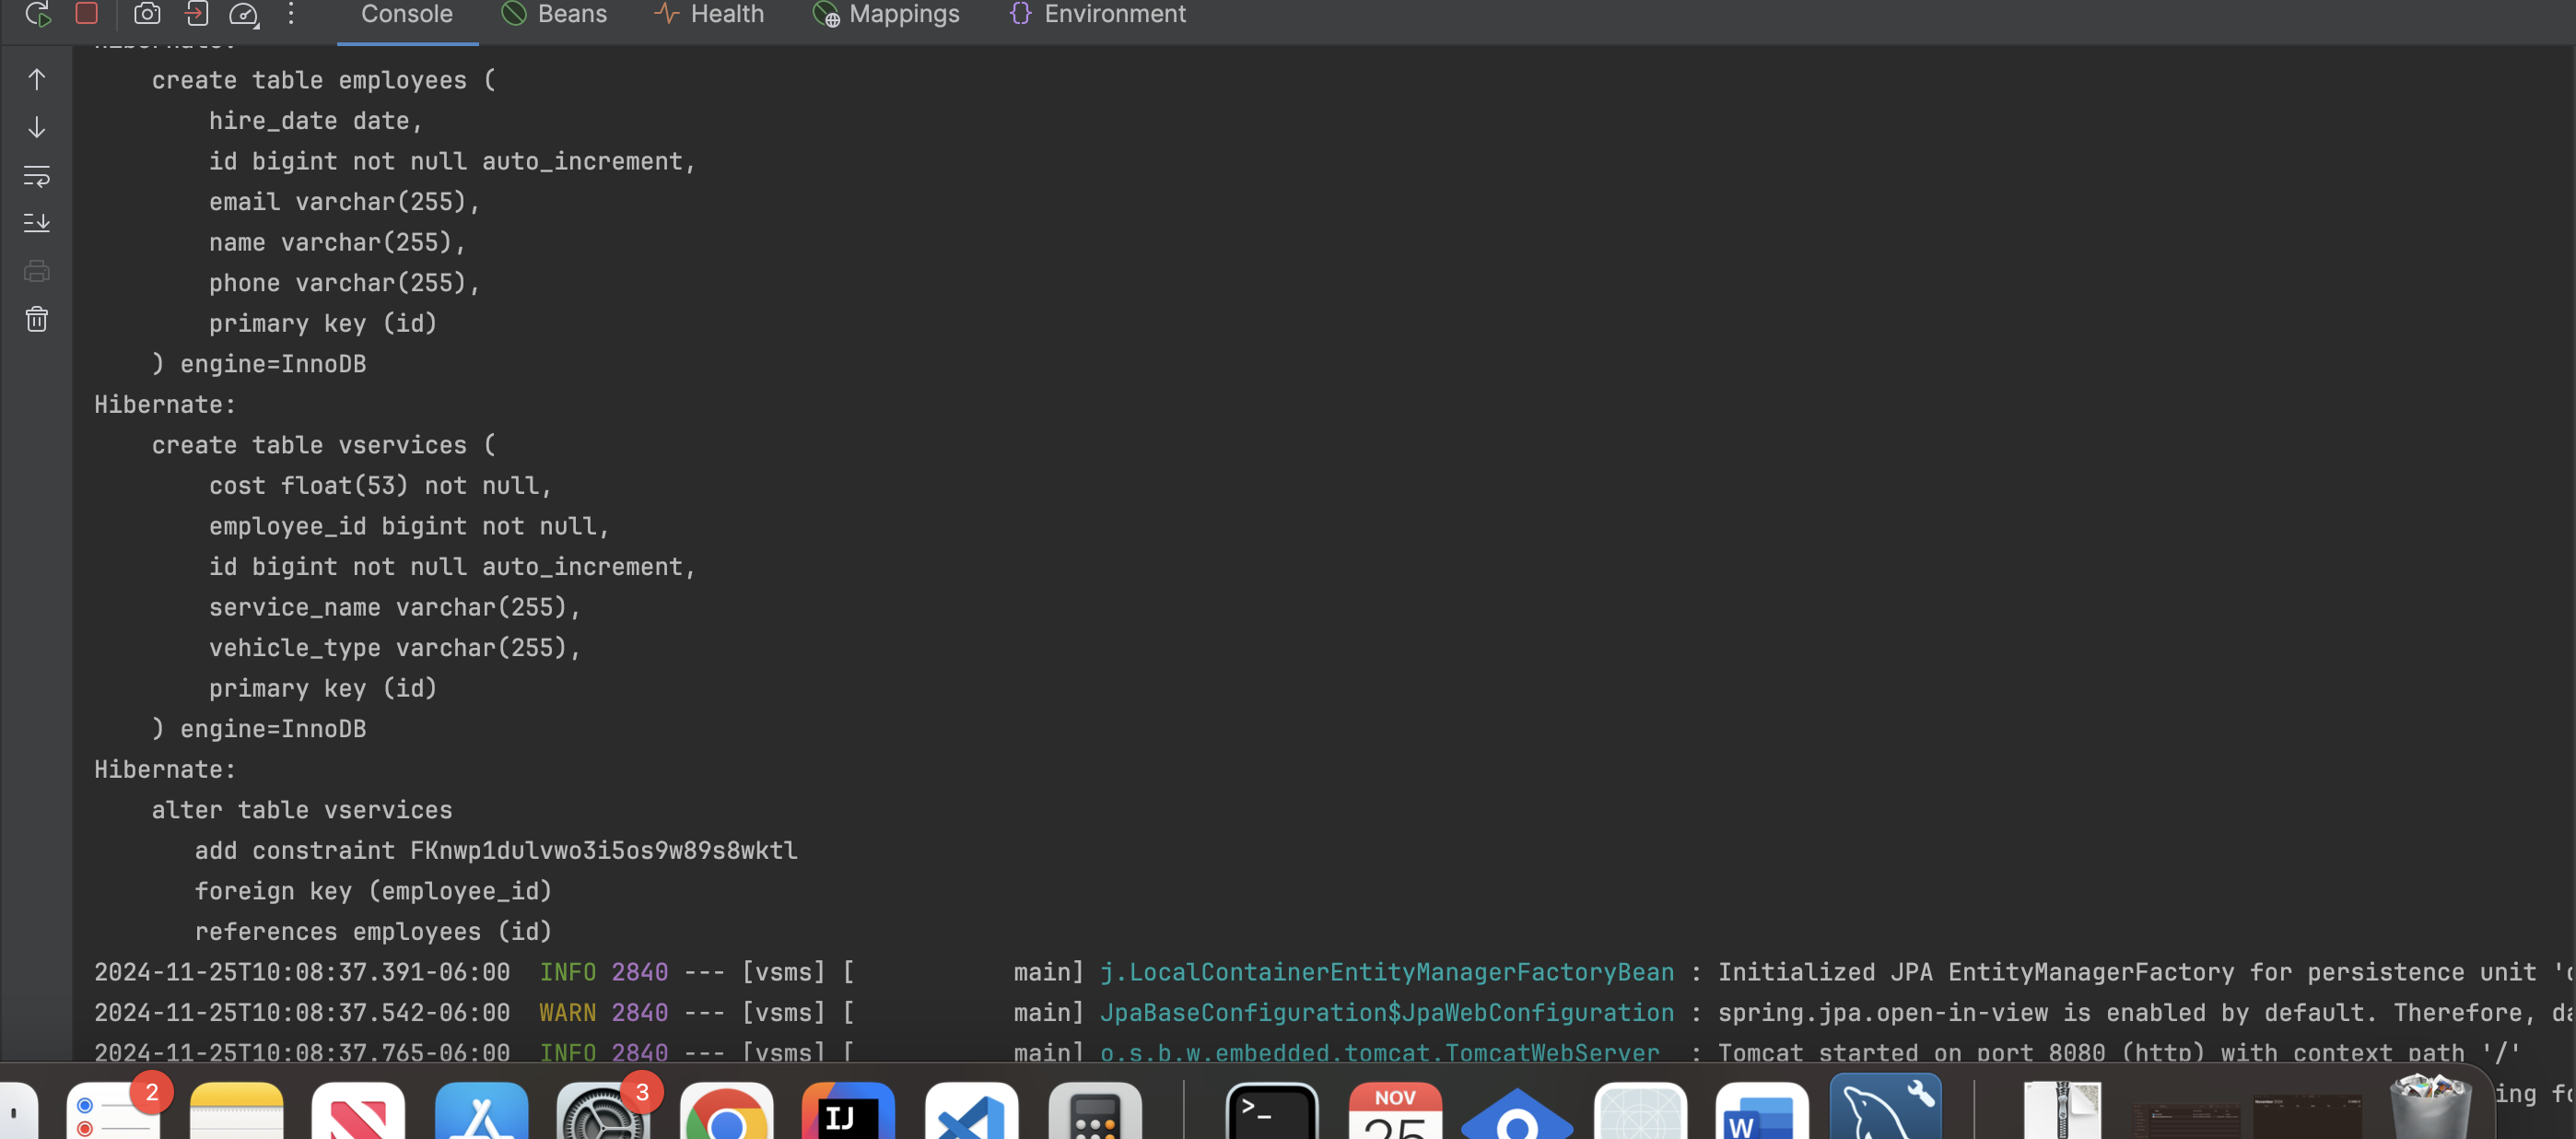 Console Beans Health Mappings Environment
Hibernate:
create table employees (
hire_date date,
id bigint not null auto_increment,
email varchar(255),
name varchar(255),
phone varchar(255),
primary key (id)
) engine=InnoDB
Hibernate:
create table vservices (
cost float(53) not null,
employee_id bigint not null,
id bigint not null auto_increment,
service_name varchar(255),
vehicle_type varchar(255),
primary key (id)
) engine=InnoDB
Hibernate:
alter table vservices
add constraint FKnwp1dulvwo3i5os9w89s8wktl
foreign key (employee_id)
references employees (id)
2024-11-25T10:08:37.391-06:00 INFO 2840 --- [vsms] [ main] j.LocalContainerEntityManagerFactoryBean : Initialized JPA EntityManagerFactory for persistence unit
2024-11-25T10:08:37.542-06:00 WARN 2840 --- [vsms] [ main] JpaBaseConfiguration$JpaWebConfiguration : spring.jpa.open-in-view is enabled by default. Therefore,
2024-11-25T10:08:37.765-06:00 INFO 2840 --- [vsms] [ main] o.s.b.w.embedded.tomcat.TomcatWebServer : Tomcat started on port 8080 (http) with context path '/'
2 3 IJ >_ NOV 25 W